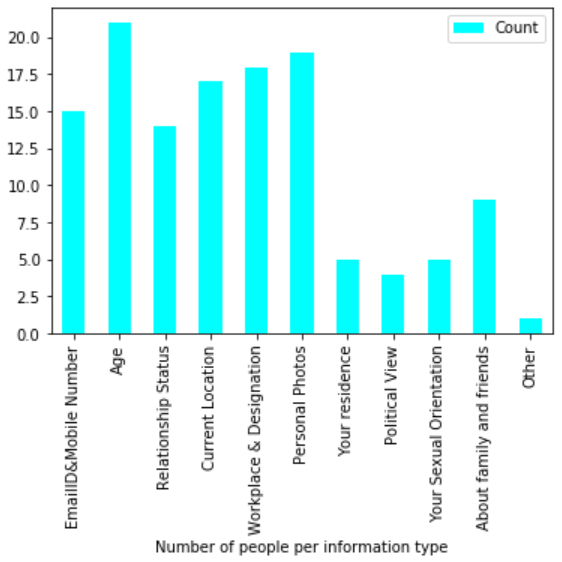 Count
20.0
17.5
15.0
12.5
10.0
7.5
5.0
2.5
0.0
EmailID&Mobile Number
Age
Relationship Status
Current Location
Workplace & Designation
Personal Photos
Your residence
Political View
Your Sexual Orientation
About family and friends
Other
Number of people per information type